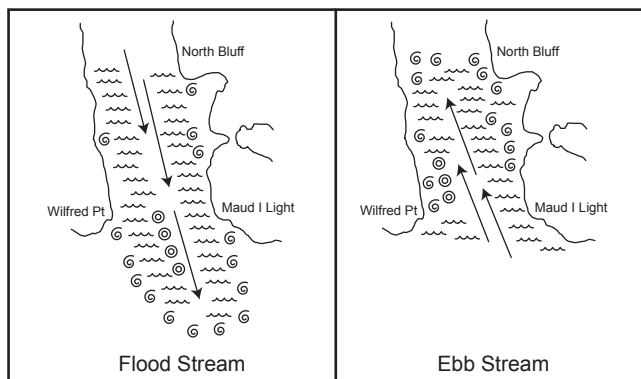 North Bluff
Wilfred Pt
Maud I Light
Flood Stream
North Bluff
Wilfred Pt
Maud I Light
Ebb Stream